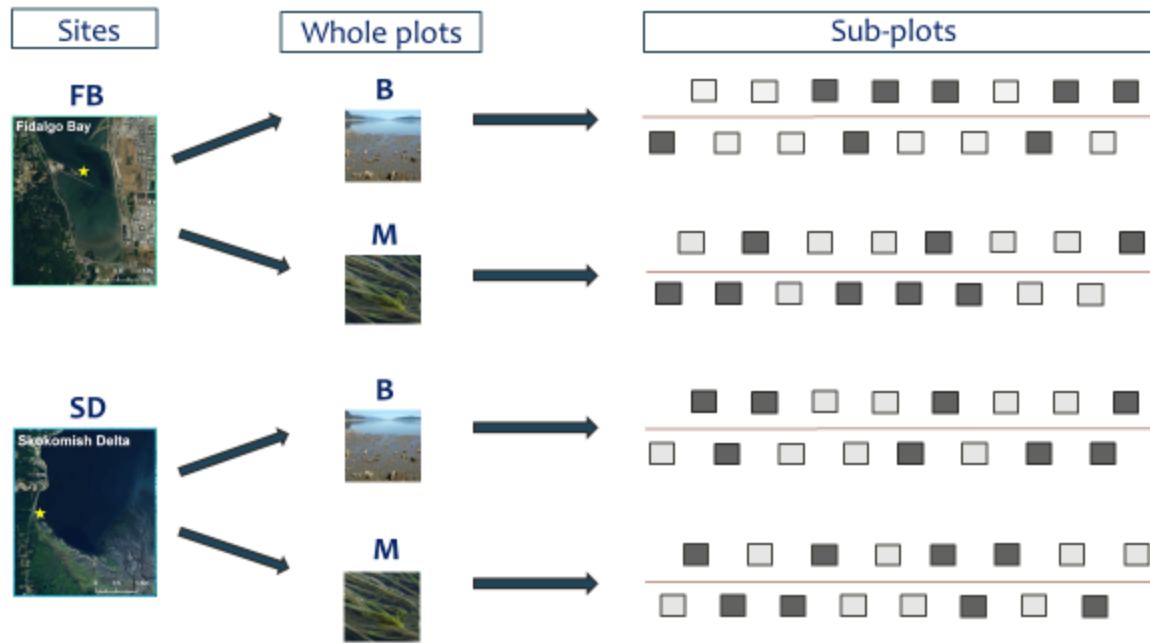 Sites
Whole plots
Sub-plots
FB
Fidalgo Bay
B
M
SD
Skokomish Delta
B
M